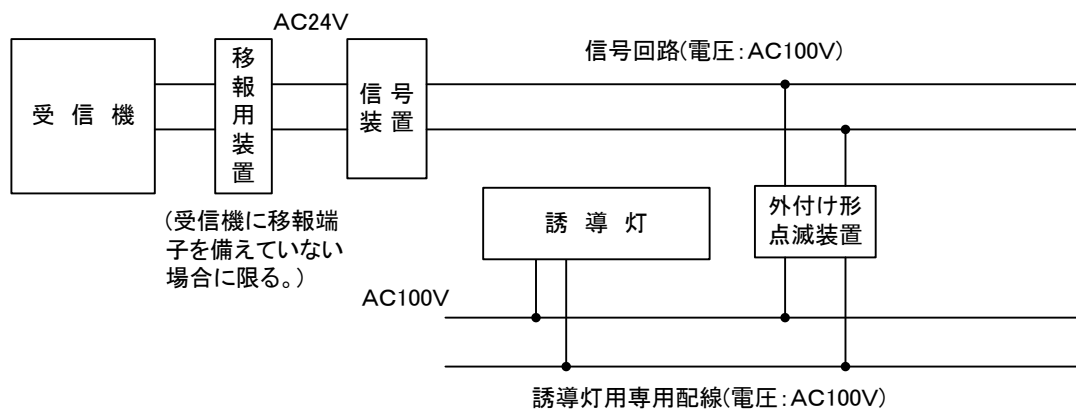 AC24V
受信機
移報用装置
信号
装置
信号回路(電圧:AC100V)
(受信機に移報端
子を備えていない
場合に限る。)
誘導灯
外付け形
点滅装置
AC100V
誘導灯用専用配線(電圧:AC100V)